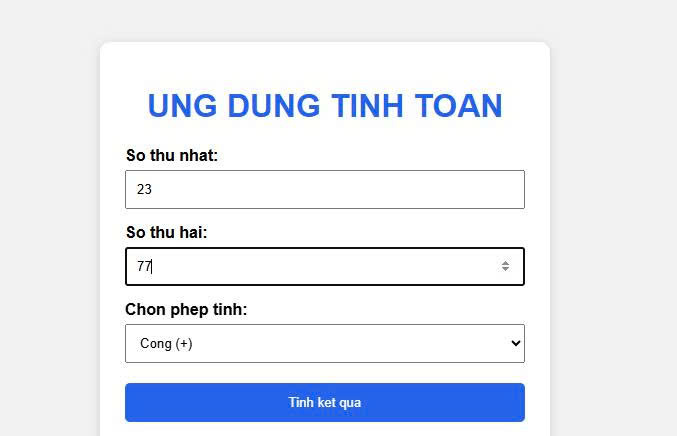 UNG DUNG TINH TOAN
So thu nhat:
23
So thu hai:
77
Chon phep tinh:
Cong (+)
Tinh ket qua